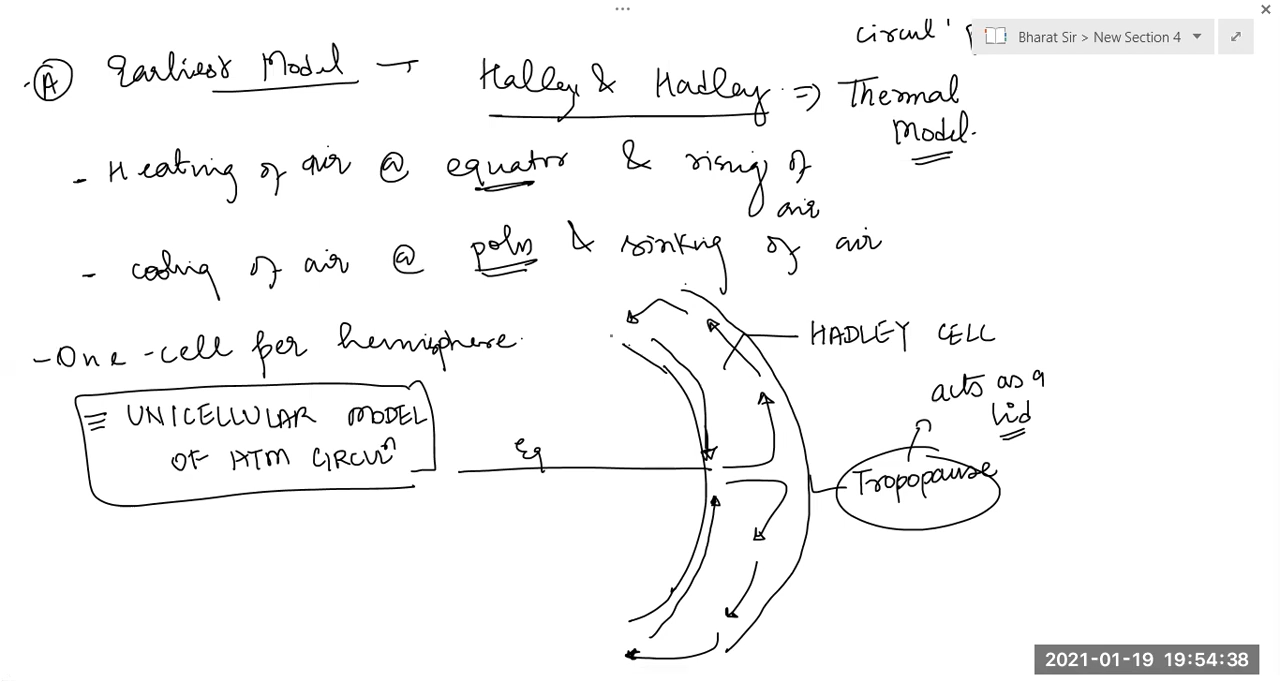 circul'
Bharat Sir > New Section 4
A Earliest Model → Halley & Hadley ⇒ Thermal
Model.
- Heating of air @ equator & rising of
air
- cooling of air @ poles & sinking of air
- One-cell per hemisphere.
HADLEY CELL
≡ UNICELLULAR MODEL
OF ATM CIRCULⁿ
Eq
acts as a
lid
Tropopause
2021-01-19 19:54:38